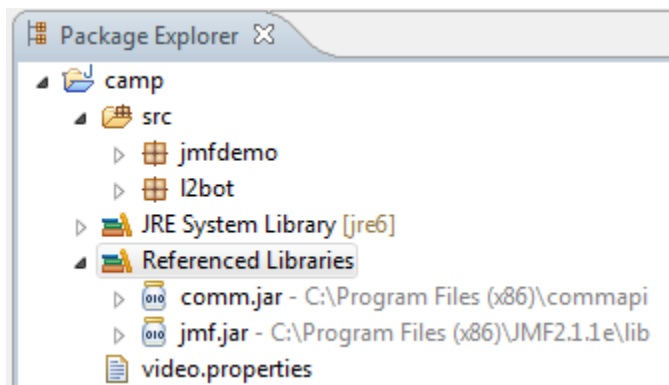 Package Explorer
camp
src
jmfdemo
l2bot
JRE System Library [jre6]
Referenced Libraries
comm.jar - C:\Program Files (x86)\commapi
jmf.jar - C:\Program Files (x86)\JMF2.1.1e\lib
video.properties